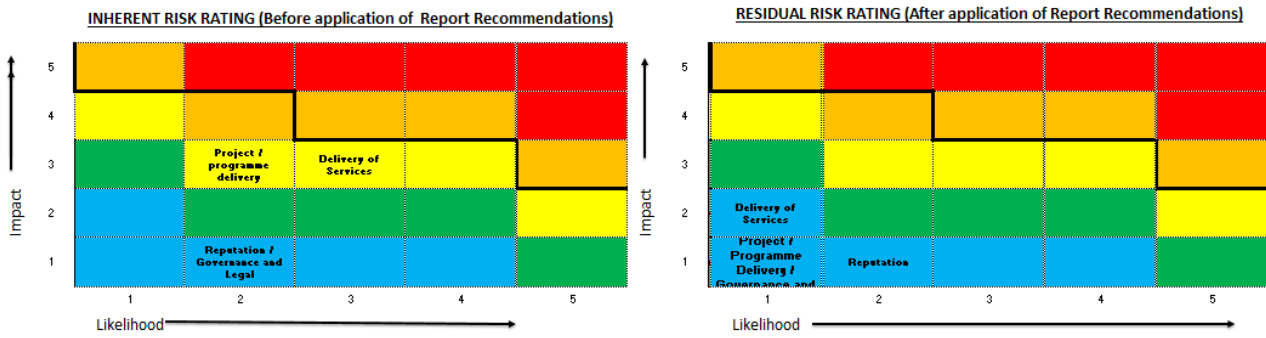 INHERENT RISK RATING (Before application of Report Recommendations)
5
4
3
2
1
Project /
programme
delivery
Delivery of
Services
Reputation /
Governance and
Legal
1
2
3
4
5
Impact
Likelihood
RESIDUAL RISK RATING (After application of Report Recommendations)
5
4
3
2
1
Delivery of
Services
Project /
Programme
Delivery /
Governance and
Reputation
1
2
3
4
5
Impact
Likelihood